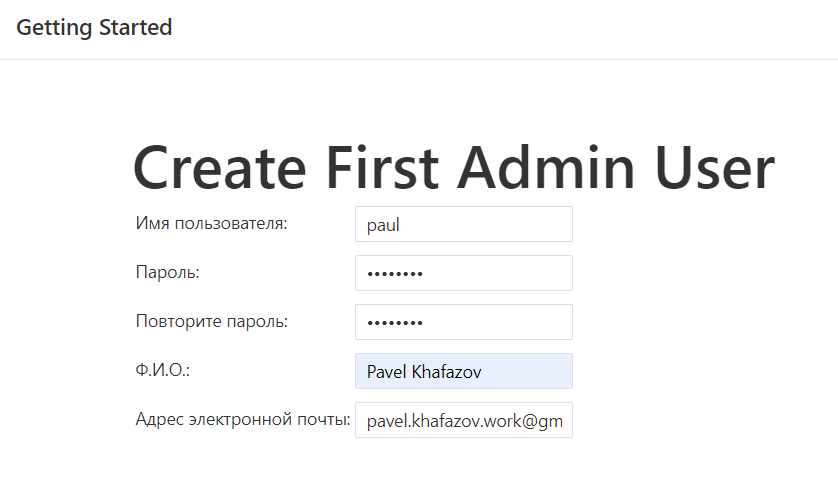 Getting Started
Create First Admin User
Имя пользователя: paul
Пароль: ••••••••
Повторите пароль: ••••••••
Ф.И.О.: Pavel Khafazov
Адрес электронной почты: pavel.khafazov.work@gm